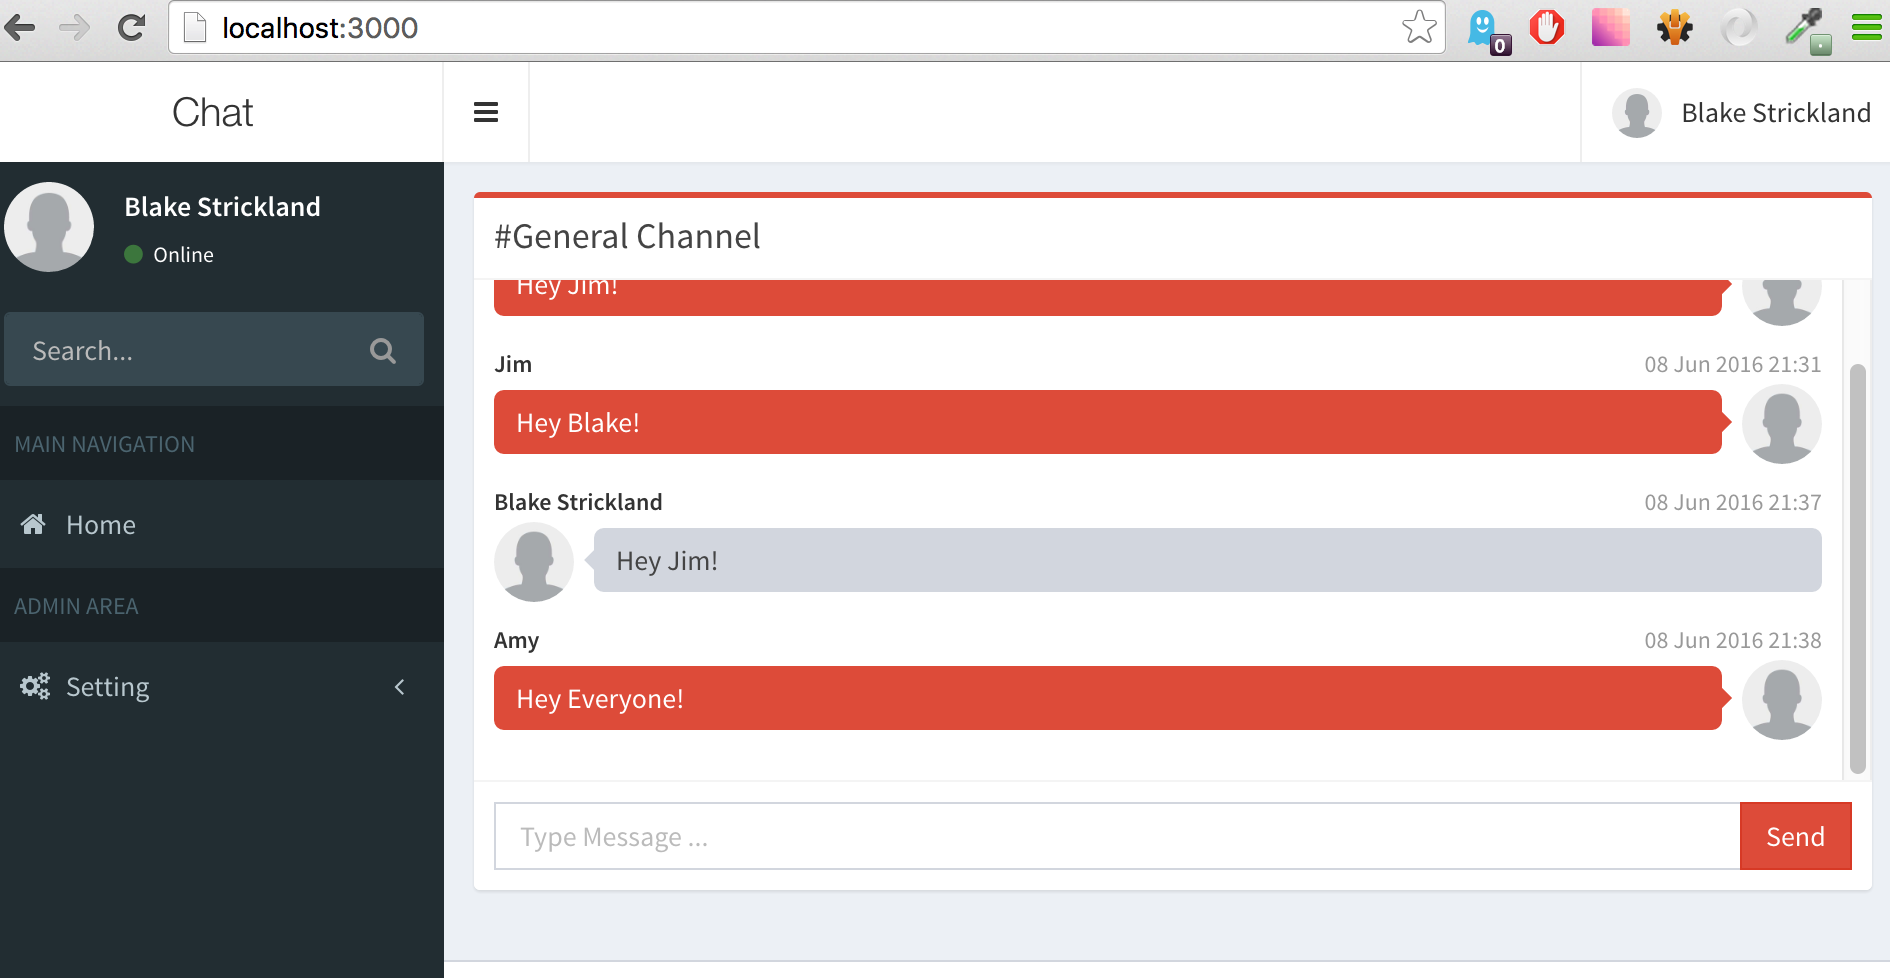 localhost:3000
0
Chat
Blake Strickland
Blake Strickland
Online
Search...
MAIN NAVIGATION
Home
ADMIN AREA
Setting
#General Channel
Hey Jim!
Jim 08 Jun 2016 21:31
Hey Blake!
Blake Strickland 08 Jun 2016 21:37
Hey Jim!
Amy 08 Jun 2016 21:38
Hey Everyone!
Type Message ...
Send